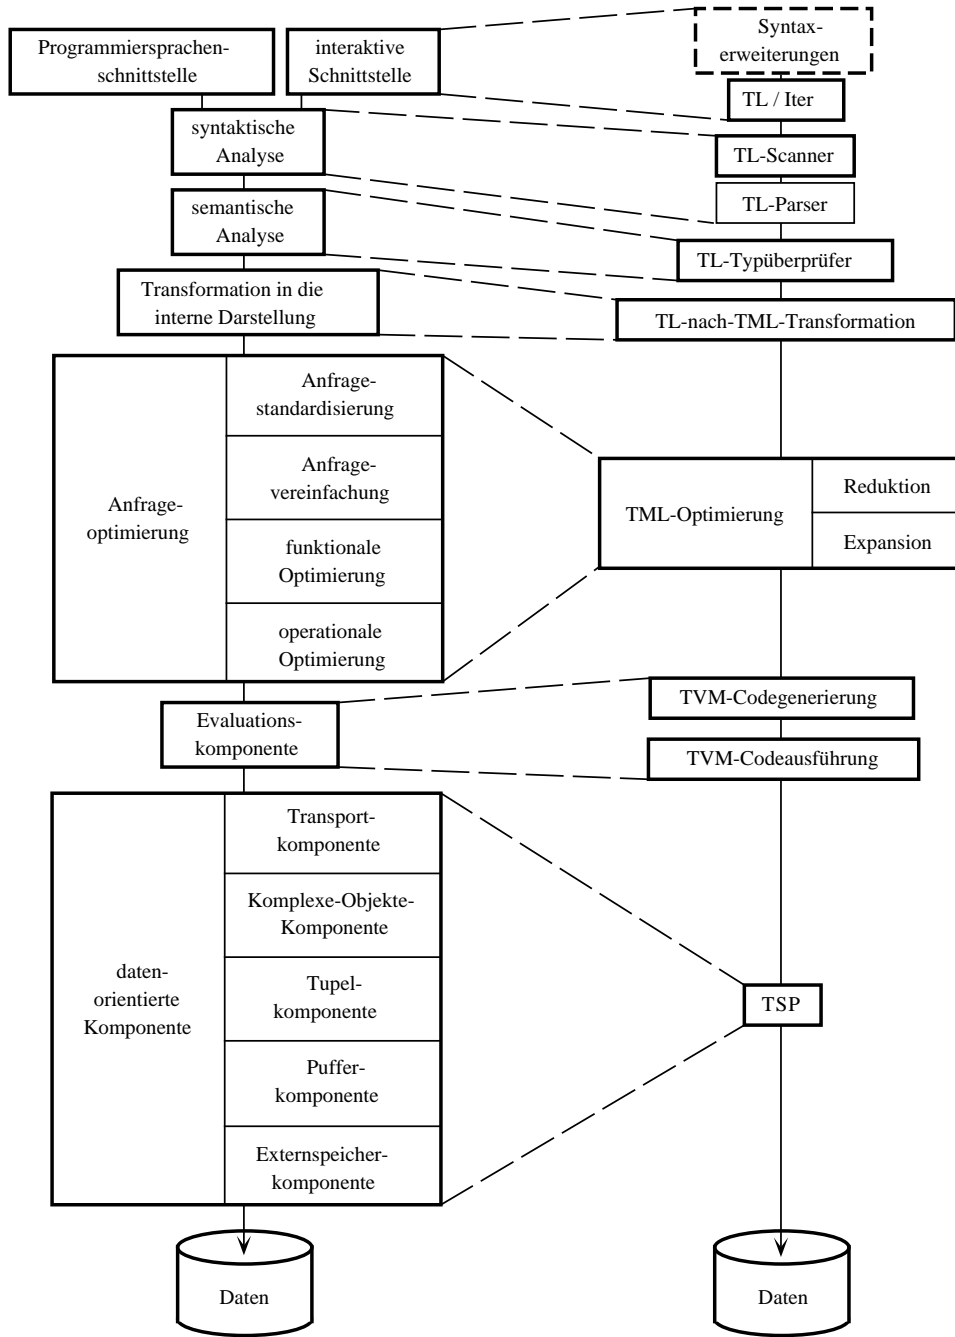 Programmiersprachen-
schnittstelle
interaktive
Schnittstelle
Syntax-
erweiterungen
TL / Iter
syntaktische
Analyse
TL-Scanner
TL-Parser
semantische
Analyse
TL-Typüberprüfer
Transformation in die
interne Darstellung
TL-nach-TML-Transformation
Anfrage-
optimierung
Anfrage-
standardisierung
Anfrage-
vereinfachung
funktionale
Optimierung
operationale
Optimierung
TML-Optimierung
Reduktion
Expansion
Evaluations-
komponente
TVM-Codegenerierung
TVM-Codeausführung
daten-
orientierte
Komponente
Transport-
komponente
Komplexe-Objekte-
Komponente
Tupel-
komponente
Puffer-
komponente
Externspeicher-
komponente
TSP
Daten
Daten